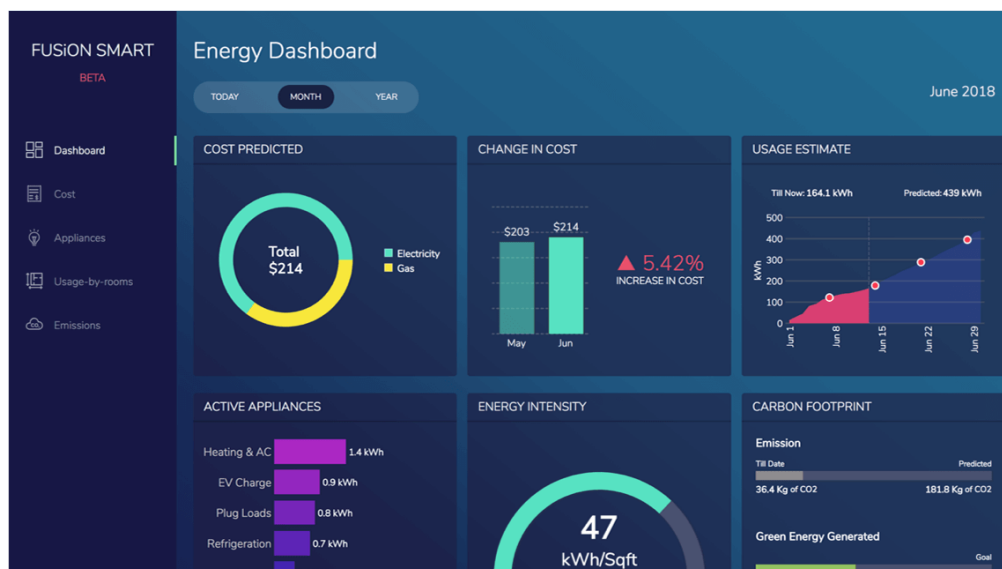 FUSiON SMART
BETA
Dashboard
Cost
Appliances
Usage-by-rooms
Emissions
Energy Dashboard
TODAY MONTH YEAR
June 2018
COST PREDICTED
Total
$214
Electricity
Gas
CHANGE IN COST
$203 $214
5.42%
INCREASE IN COST
May Jun
USAGE ESTIMATE
Till Now: 164.1 kWh Predicted: 439 kWh
kWh
500
400
300
200
100
0
Jun 1 Jun 8 Jun 15 Jun 22 Jun 29
ACTIVE APPLIANCES
Heating & AC 1.4 kWh
EV Charge 0.9 kWh
Plug Loads 0.8 kWh
Refrigeration 0.7 kWh
ENERGY INTENSITY
47
kWh/Sqft
CARBON FOOTPRINT
Emission
Till Date Predicted
36.4 Kg of CO2 181.8 Kg of CO2
Green Energy Generated
Goal